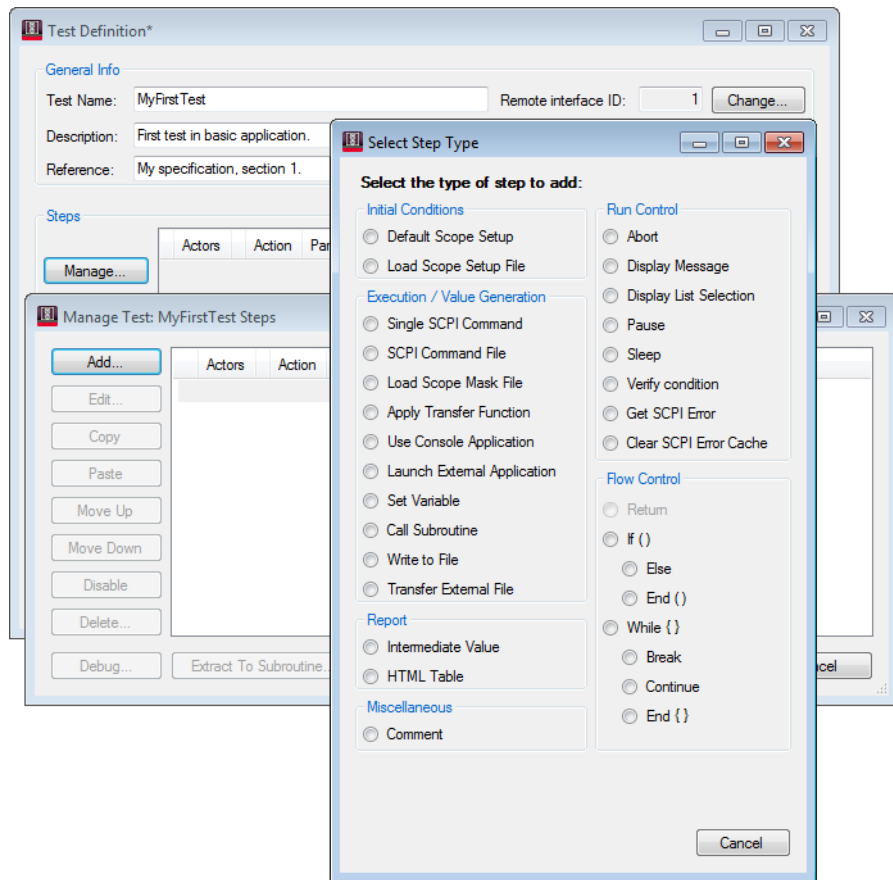 Test Definition*
General Info
Test Name: MyFirstTest Remote interface ID: 1 Change...
Description: First test in basic application.
Reference: My specification, section 1.
Steps
Manage...
Actors Action
Manage Test: MyFirstTest Steps
Add...
Edit...
Copy
Paste
Move Up
Move Down
Disable
Delete...
Debug... Extract To Subroutine...
Actors Action
Select Step Type
Select the type of step to add:
Initial Conditions
Default Scope Setup
Load Scope Setup File
Execution / Value Generation
Single SCPI Command
SCPI Command File
Load Scope Mask File
Apply Transfer Function
Use Console Application
Launch External Application
Set Variable
Call Subroutine
Write to File
Transfer External File
Report
Intermediate Value
HTML Table
Miscellaneous
Comment
Run Control
Abort
Display Message
Display List Selection
Pause
Sleep
Verify condition
Get SCPI Error
Clear SCPI Error Cache
Flow Control
Return
If ()
Else
End ()
While { }
Break
Continue
End { }
Cancel